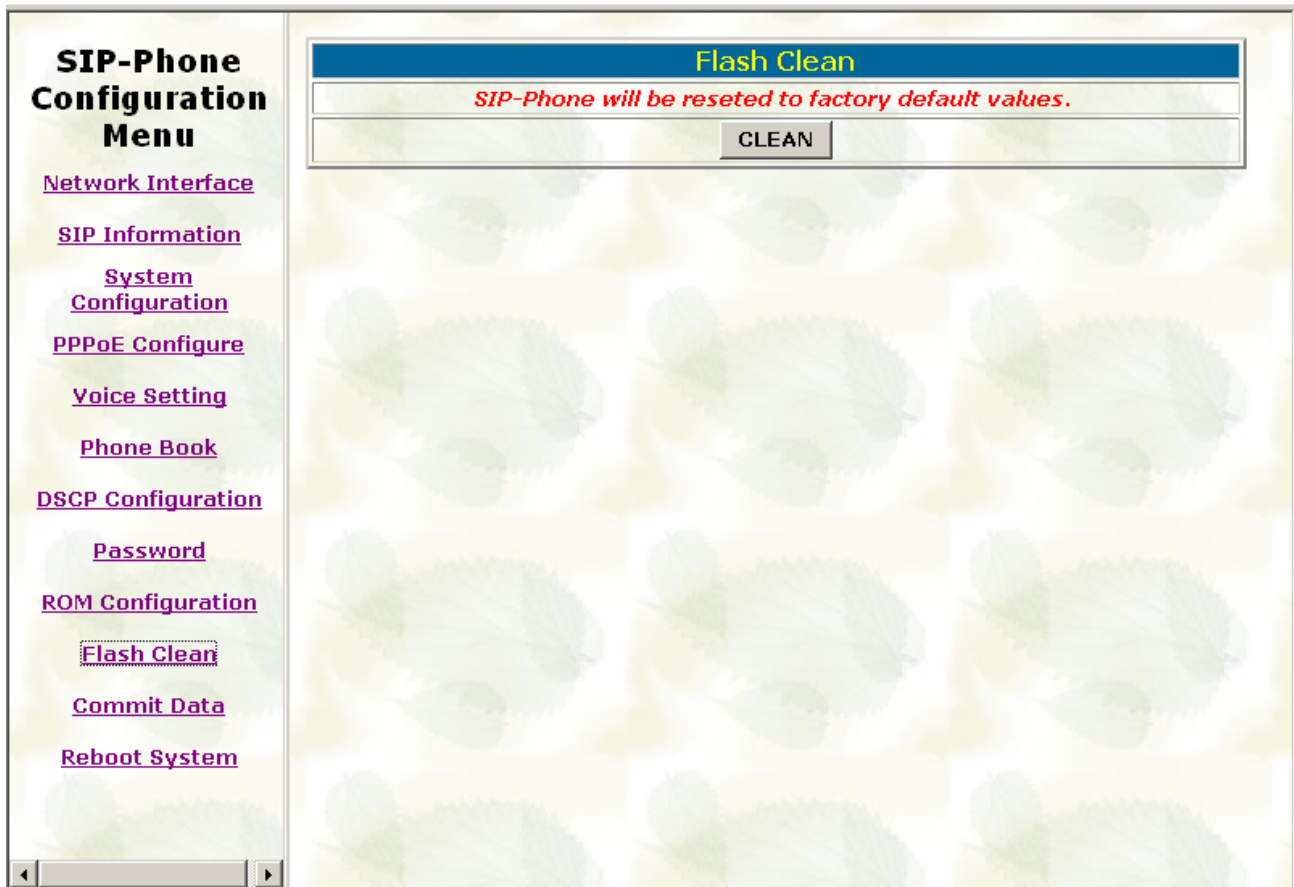 SIP-Phone
Configuration
Menu
Network Interface
SIP Information
System
Configuration
PPPoE Configure
Voice Setting
Phone Book
DSCP Configuration
Password
ROM Configuration
Flash Clean
Commit Data
Reboot System
Flash Clean
SIP-Phone will be reseted to factory default values.
CLEAN